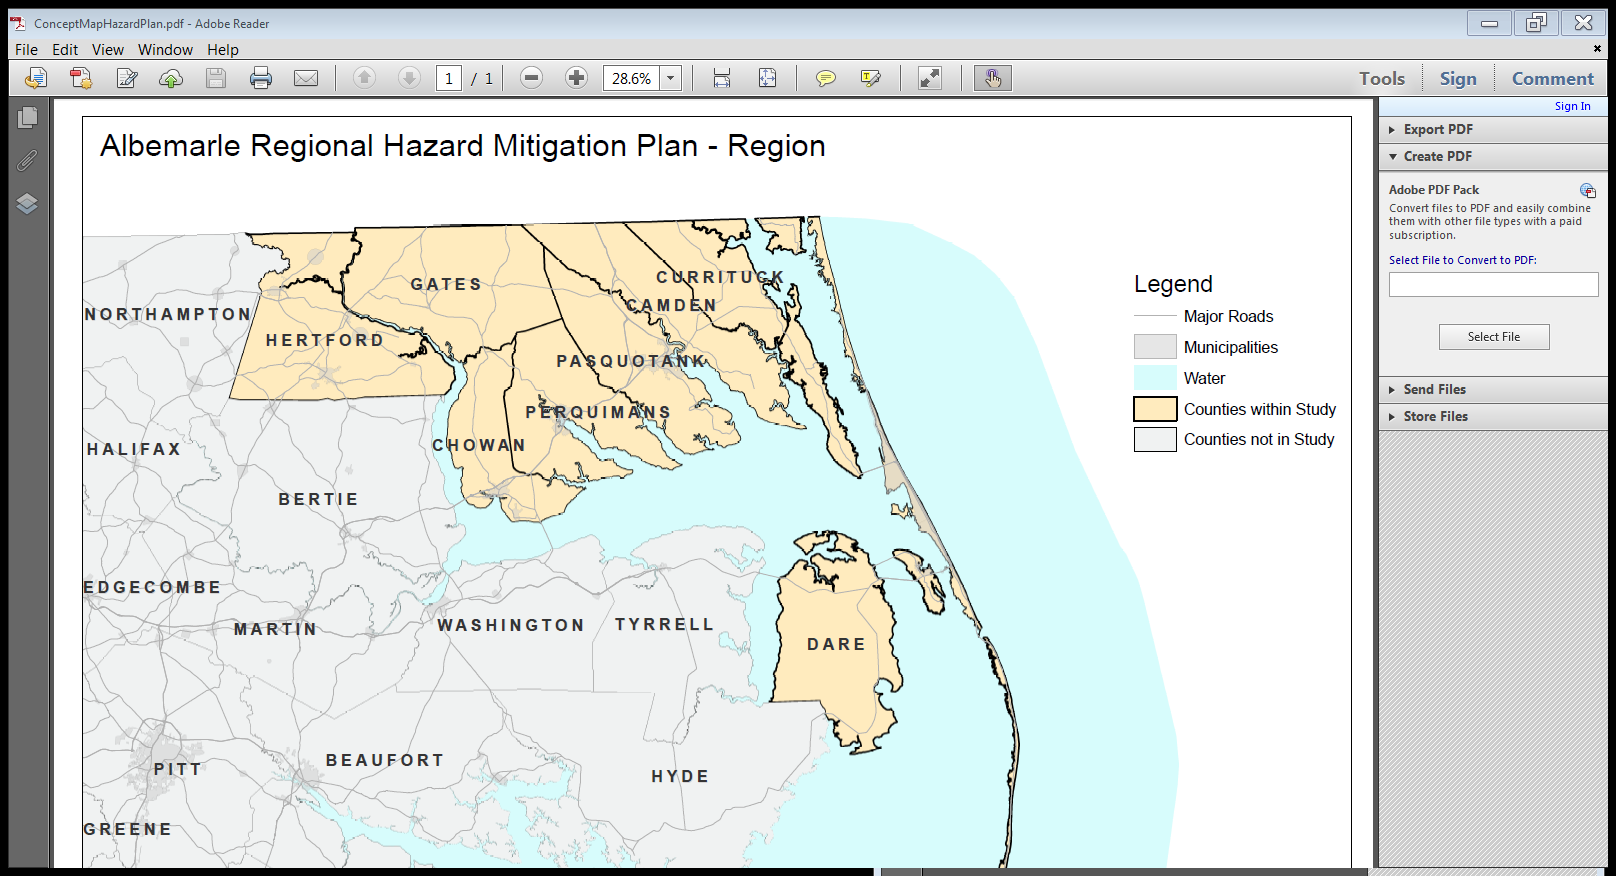 ConceptMapHazardPlan.pdf - Adobe Reader
File Edit View Window Help
1 / 1 28.6% Tools Sign Comment
Sign In
Export PDF
Create PDF
Adobe PDF Pack
Convert files to PDF and easily combine
them with other file types with a paid
subscription.
Select File to Convert to PDF:
Select File
Send Files
Store Files
Albemarle Regional Hazard Mitigation Plan - Region
Legend
Major Roads
Municipalities
Water
Counties within Study
Counties not in Study
CURRITUCK
GATES
CAMDEN
NORTHAMPTON
HERTFORD
PASQUOTANK
PERQUIMANS
CHOWAN
HALIFAX
BERTIE
EDGECOMBE
MARTIN
WASHINGTON
TYRRELL
DARE
BEAUFORT
PITT
HYDE
GREENE